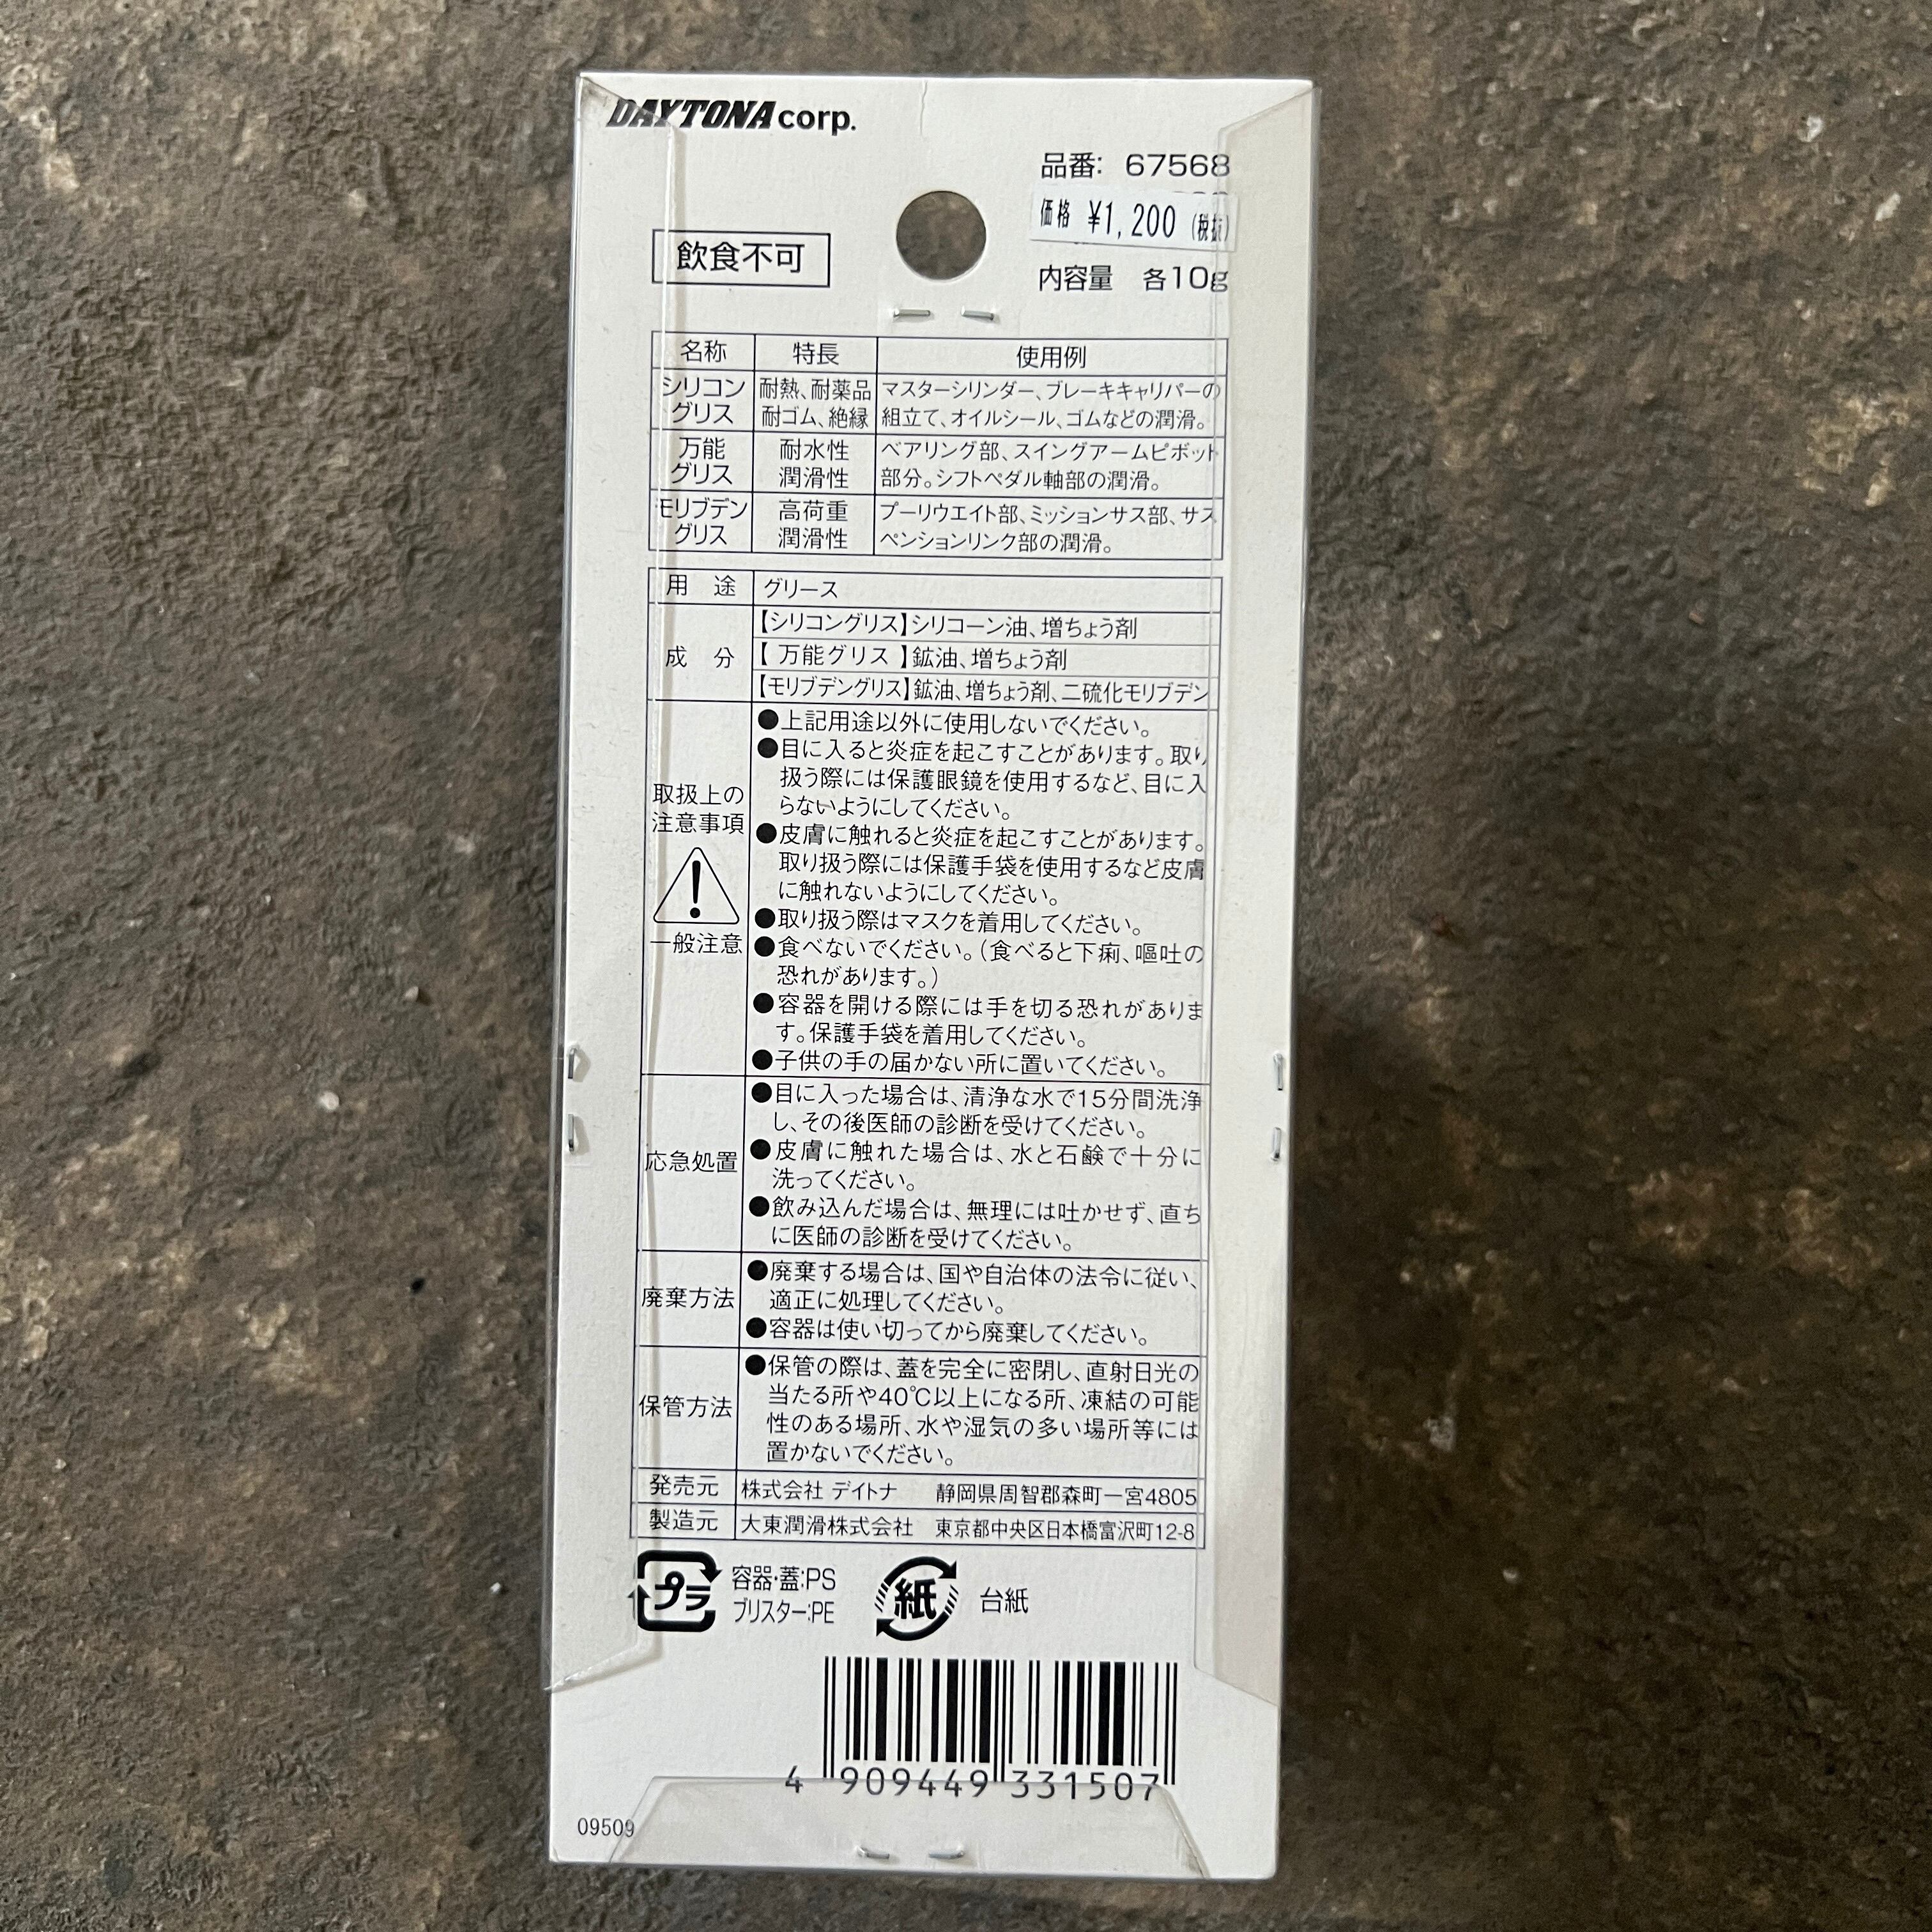 DAYTONA corp.
品番: 67568
価格 ¥1,200 (税抜)
飲食不可
内容量 各10g
名称 特長 使用例
シリコン
グリス
耐熱、耐薬品
耐ゴム、絶縁
マスターシリンダー、ブレーキキャリパーの
組立て、オイルシール、ゴムなどの潤滑。
万能
グリス
耐水性
潤滑性
ベアリング部、スイングアームピボット
部分。シフトペダル軸部の潤滑。
モリブデン
グリス
高荷重
潤滑性
プーリウエイト部、ミッションサス部、サス
ペンションリンク部の潤滑。
用 途 グリース
成 分
【シリコングリス】シリコーン油、増ちょう剤
【 万能グリス 】鉱油、増ちょう剤
【モリブデングリス】鉱油、増ちょう剤、二硫化モリブデン
取扱上の
注意事項
一般注意
●上記用途以外に使用しないでください。
●目に入ると炎症を起こすことがあります。取り
扱う際には保護眼鏡を使用するなど、目に入
らないようにしてください。
●皮膚に触れると炎症を起こすことがあります。
取り扱う際には保護手袋を使用するなど皮膚
に触れないようにしてください。
●取り扱う際はマスクを着用してください。
●食べないでください。(食べると下痢、嘔吐の
恐れがあります。)
●容器を開ける際には手を切る恐れがありま
す。保護手袋を着用してください。
●子供の手の届かない所に置いてください。
応急処置
●目に入った場合は、清浄な水で15分間洗浄
し、その後医師の診断を受けてください。
●皮膚に触れた場合は、水と石鹸で十分に
洗ってください。
●飲み込んだ場合は、無理には吐かせず、直ち
に医師の診断を受けてください。
廃棄方法
●廃棄する場合は、国や自治体の法令に従い、
適正に処理してください。
●容器は使い切ってから廃棄してください。
保管方法
●保管の際は、蓋を完全に密閉し、直射日光の
当たる所や40℃以上になる所、凍結の可能
性のある場所、水や湿気の多い場所等には
置かないでください。
発売元 株式会社 デイトナ 静岡県周智郡森町一宮4805
製造元 大東潤滑株式会社 東京都中央区日本橋富沢町12-8
プラ
容器・蓋:PS
ブリスター:PE
紙
台紙
4 909449 331507
09509